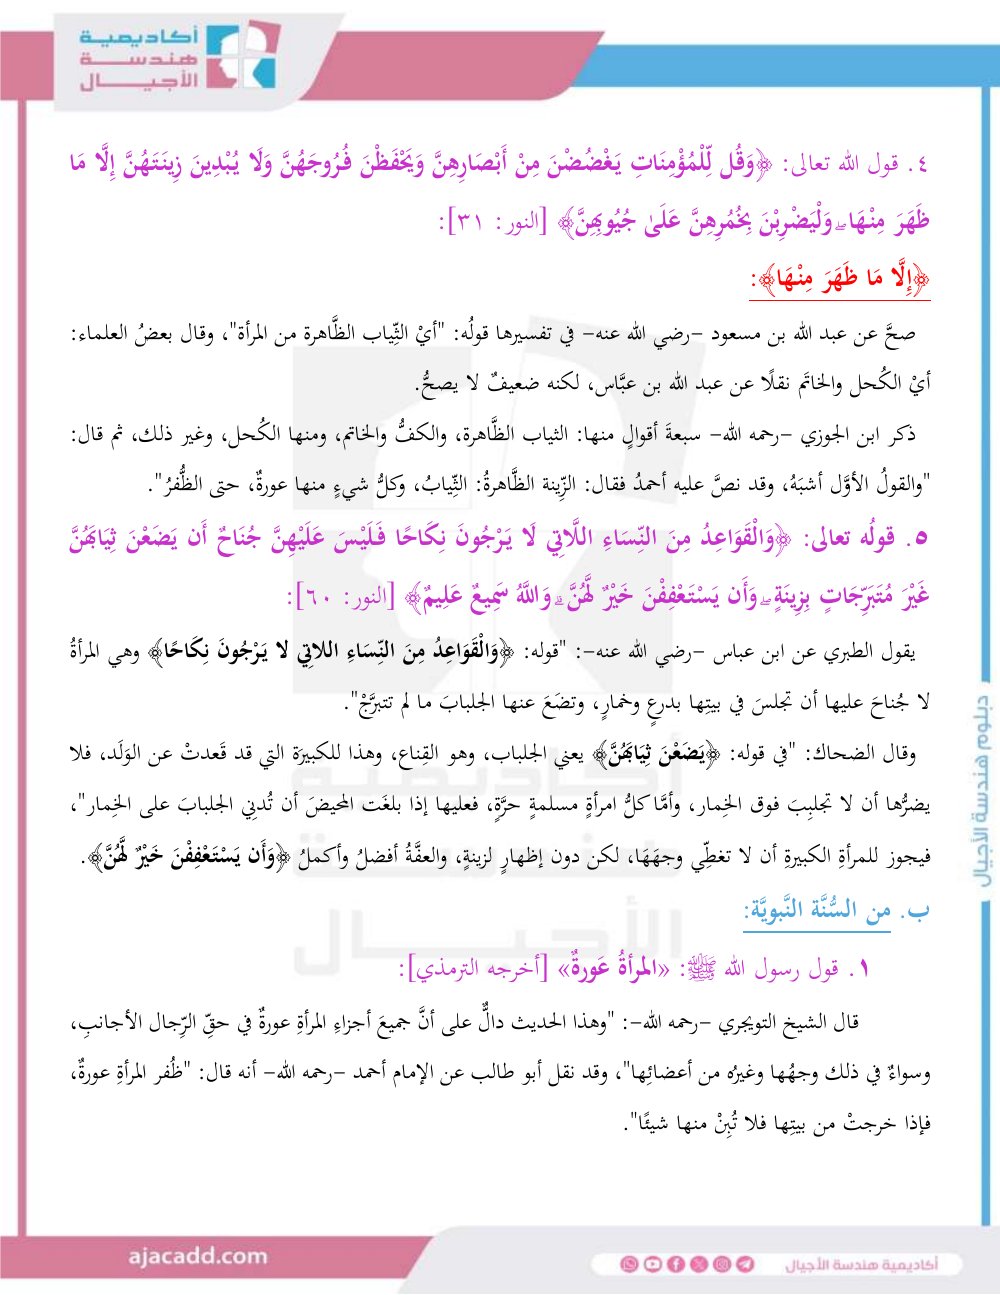 أكاديمية
هندسة
الأجيال
٤. قول الله تعالى: ﴿وَقُل لِّلْمُؤْمِنَاتِ يَغْضُضْنَ مِنْ أَبْصَارِهِنَّ وَيَحْفَظْنَ فُرُوجَهُنَّ وَلَا يُبْدِينَ زِينَتَهُنَّ إِلَّا مَا
ظَهَرَ مِنْهَا ۖ وَلْيَضْرِبْنَ بِخُمُرِهِنَّ عَلَىٰ جُيُوبِهِنَّ﴾ [النور: ٣١]:
﴿إِلَّا مَا ظَهَرَ مِنْهَا﴾:
صحَّ عن عبد الله بن مسعود -رضي الله عنه- في تفسيرها قولُه: "أيْ الثِّياب الظَّاهرة من المرأة"، وقال بعضُ العلماء:
أيْ الكُحل والخاتَم نقلًا عن عبد الله بن عبَّاس، لكنه ضعيفٌ لا يصحُّ.
ذكر ابن الجوزي -رحمه الله- سبعةَ أقوالٍ منها: الثياب الظَّاهرة، والكفُّ والخاتم، ومنها الكُحل، وغير ذلك، ثم قال:
"والقولُ الأوَّل أشبَهُ، وقد نصَّ عليه أحمدُ فقال: الزِّينة الظَّاهرةُ: الثِّيابُ، وكلُّ شيءٍ منها عورةٌ، حتى الظُّفرُ".
٥. قولُه تعالى: ﴿وَالْقَوَاعِدُ مِنَ النِّسَاءِ اللَّاتِي لَا يَرْجُونَ نِكَاحًا فَلَيْسَ عَلَيْهِنَّ جُنَاحٌ أَن يَضَعْنَ ثِيَابَهُنَّ
غَيْرَ مُتَبَرِّجَاتٍ بِزِينَةٍ ۖ وَأَن يَسْتَعْفِفْنَ خَيْرٌ لَّهُنَّ ۗ وَاللَّهُ سَمِيعٌ عَلِيمٌ﴾ [النور: ٦٠]:
يقول الطبري عن ابن عباس -رضي الله عنه-: "قوله: ﴿وَالْقَوَاعِدُ مِنَ النِّسَاءِ اللاتِي لا يَرْجُونَ نِكَاحًا﴾ وهي المرأةُ
لا جُناحَ عليها أن تجلسَ في بيتِها بدرعٍ وخمارٍ، وتضَعَ عنها الجلبابَ ما لم تتبرَّجْ".
وقال الضحاك: "في قوله: ﴿يَضَعْنَ ثِيَابَهُنَّ﴾ يعني الجلباب، وهو القِناع، وهذا للكبيرَة التي قد قَعدتْ عن الوَلَد، فلا
يضرُّها أن لا تجلبِبَ فوق الخِمار، وأمَّا كلُّ امرأةٍ مسلمةٍ حرَّةٍ، فعليها إذا بلغَت المحيضَ أن تُدنِي الجلبابَ على الخِمار"،
فيجوز للمرأةِ الكبيرةِ أن لا تغطِّي وجهَهَا، لكن دون إظهارٍ لزينةٍ، والعفَّةُ أفضلُ وأكملُ ﴿وَأَن يَسْتَعْفِفْنَ خَيْرٌ لَّهُنَّ﴾.
ب. من السُّنَّة النَّبويَّة:
١. قول رسول الله ﷺ: «المرأةُ عَورةٌ» [أخرجه الترمذي]:
قال الشيخ التويجري -رحمه الله-: "وهذا الحديث دالٌّ على أنَّ جميعَ أجزاءِ المرأةِ عورةٌ في حقِّ الرِّجال الأجانبِ،
وسواءٌ في ذلك وجهُها وغيرُه من أعضائِها"، وقد نقل أبو طالب عن الإمام أحمد -رحمه الله- أنه قال: "ظُفر المرأةِ عورةٌ،
فإذا خرجتْ من بيتِها فلا تُبِنْ منها شيئًا".
دبلوم هندسة الأجيال
ajacadd.com
أكاديمية هندسة الأجيال